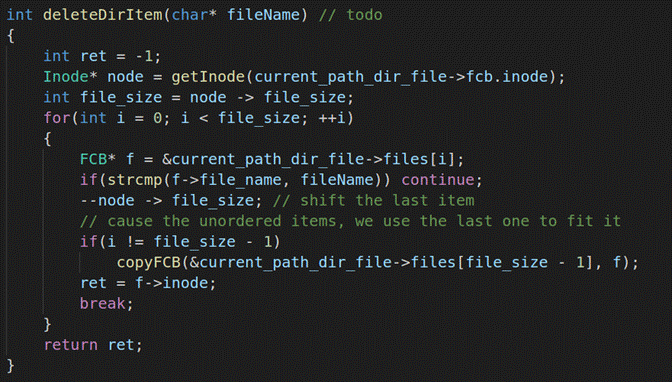 int deleteDirItem(char* fileName) // todo
{
    int ret = -1;
    Inode* node = getInode(current_path_dir_file->fcb.inode);
    int file_size = node -> file_size;
    for(int i = 0; i < file_size; ++i)
    {
        FCB* f = &current_path_dir_file->files[i];
        if(strcmp(f->file_name, fileName)) continue;
        --node -> file_size; // shift the last item
        // cause the unordered items, we use the last one to fit it
        if(i != file_size - 1)
            copyFCB(&current_path_dir_file->files[file_size - 1], f);
        ret = f->inode;
        break;
    }
    return ret;
}